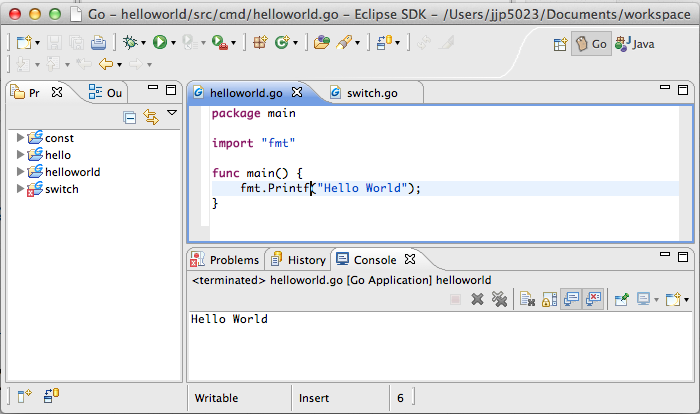 Go – helloworld/src/cmd/helloworld.go – Eclipse SDK – /Users/jjp5023/Documents/workspace
Go Java
Pr Ou
const
hello
helloworld
switch
helloworld.go switch.go
package main
import "fmt"
func main() {
fmt.Printf("Hello World");
}
Problems History Console
<terminated> helloworld.go [Go Application] helloworld
Hello World
Writable Insert 6